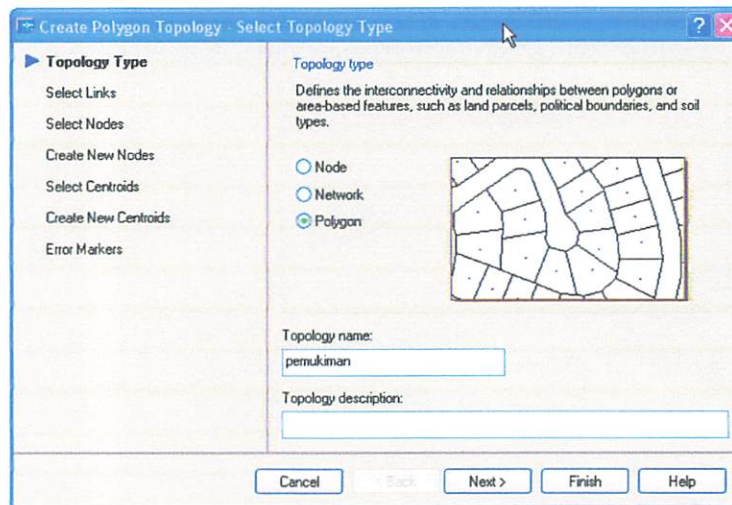 Create Polygon Topology - Select Topology Type
Topology Type
Select Links
Select Nodes
Create New Nodes
Select Centroids
Create New Centroids
Error Markers
Topology type
Defines the interconnectivity and relationships between polygons or
area-based features, such as land parcels, political boundaries, and soil
types.
Node
Network
Polygon
Topology name:
pemukiman
Topology description:
Cancel
< Back
Next >
Finish
Help